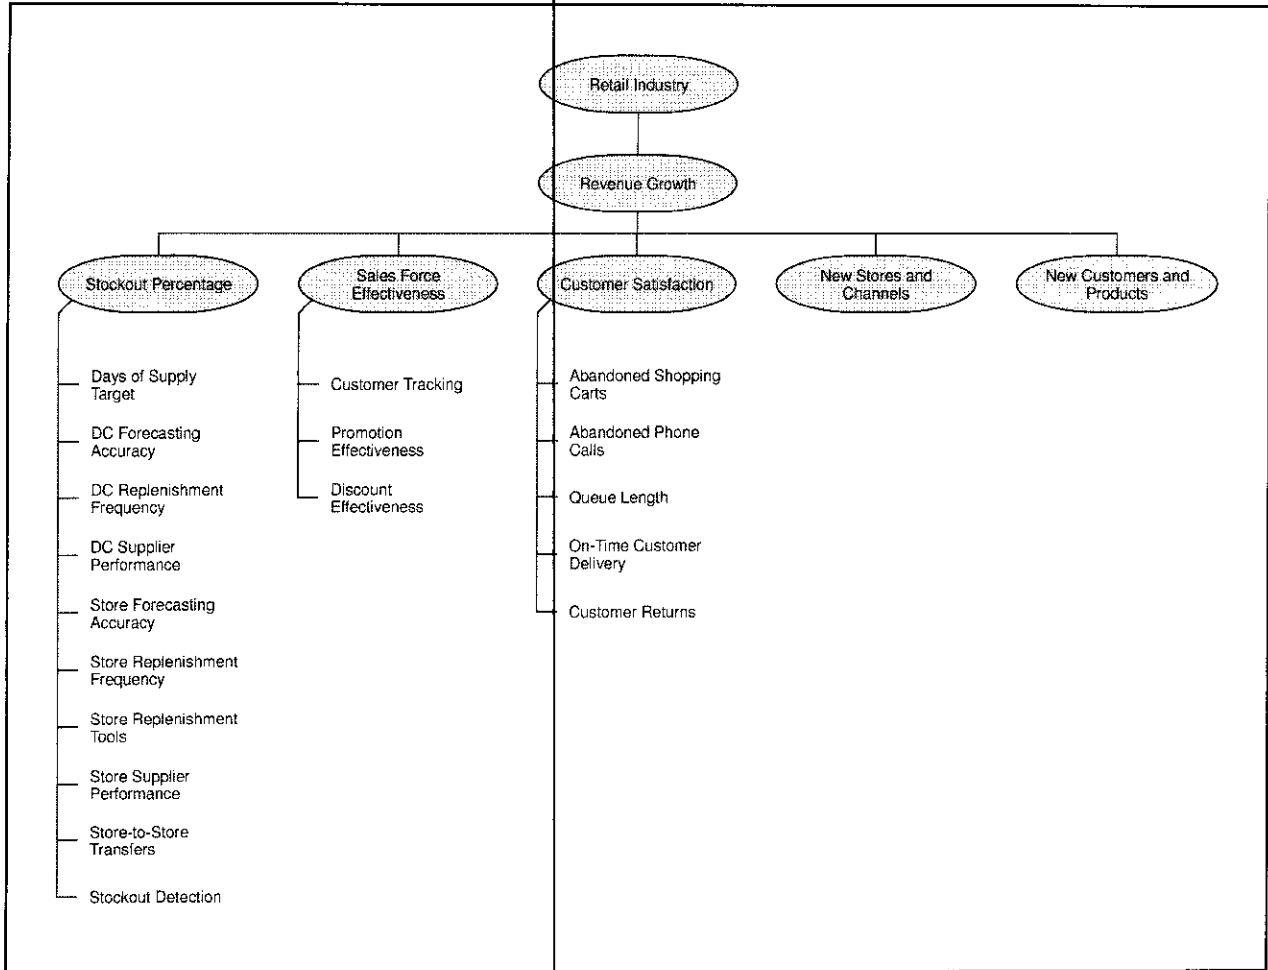 Retail Industry
Revenue Growth
Stockout Percentage
Sales Force
Effectiveness
Customer Satisfaction
New Stores and
Channels
New Customers and
Products
Days of Supply
Target
DC Forecasting
Accuracy
DC Replenishment
Frequency
DC Supplier
Performance
Store Forecasting
Accuracy
Store Replenishment
Frequency
Store Replenishment
Tools
Store Supplier
Performance
Store-to-Store
Transfers
Stockout Detection
Customer Tracking
Promotion
Effectiveness
Discount
Effectiveness
Abandoned Shopping
Carts
Abandoned Phone
Calls
Queue Length
On-Time Customer
Delivery
Customer Returns